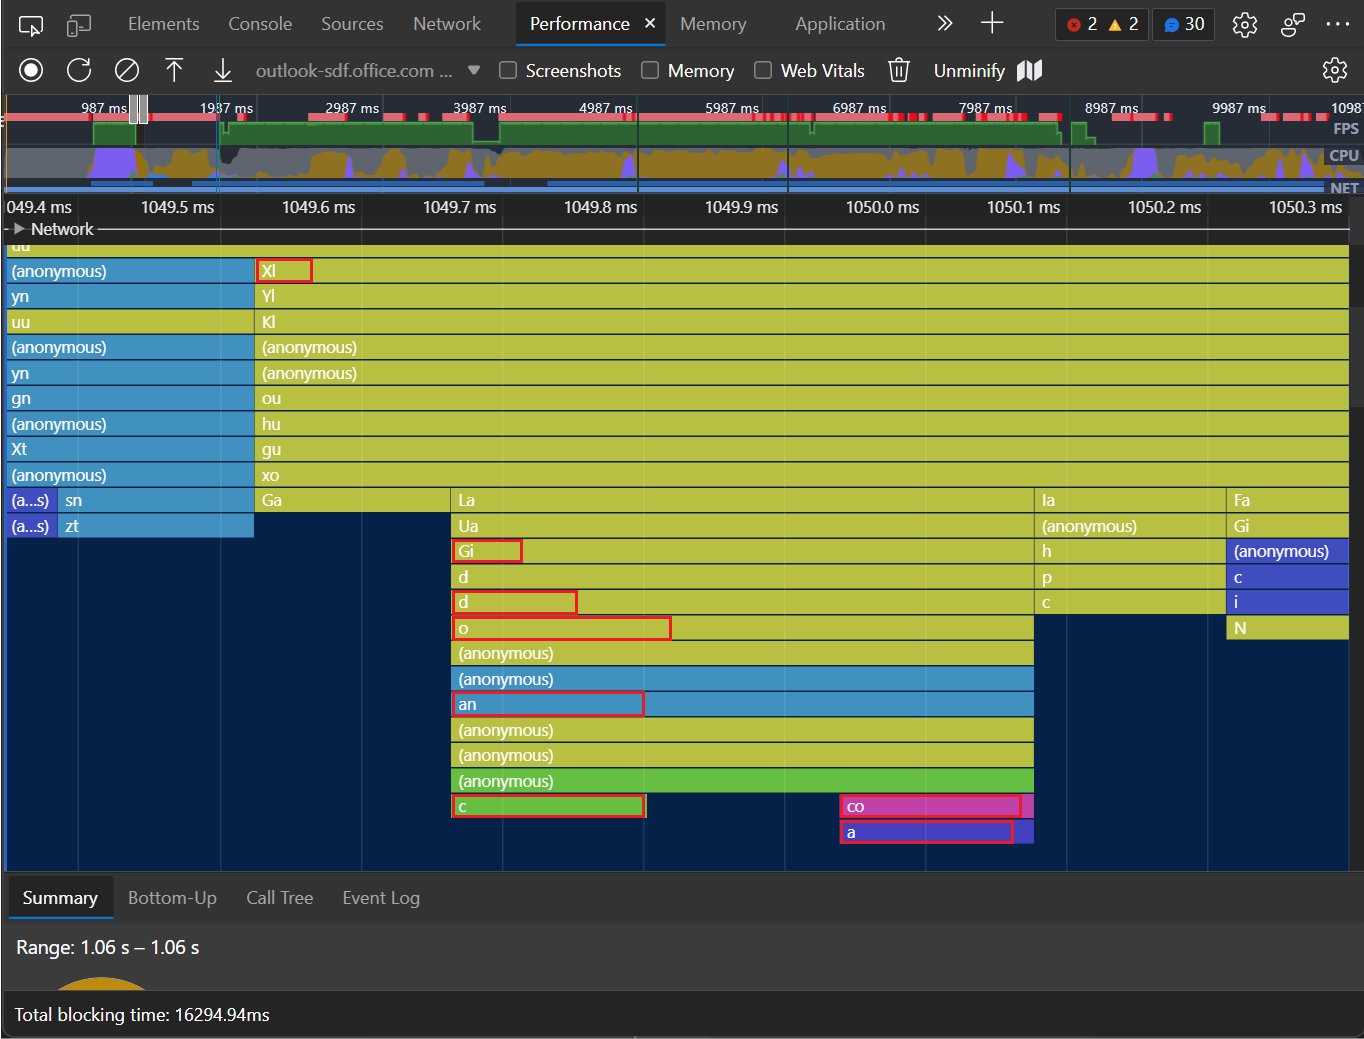 Elements Console Sources Network Performance × Memory Application 2 2 30
outlook-sdf.office.com ... Screenshots Memory Web Vitals Unminify
987 ms 1987 ms 2987 ms 3987 ms 4987 ms 5987 ms 6987 ms 7987 ms 8987 ms 9987 ms 10987
FPS
CPU
NET
049.4 ms 1049.5 ms 1049.6 ms 1049.7 ms 1049.8 ms 1049.9 ms 1050.0 ms 1050.1 ms 1050.2 ms 1050.3 ms
Network
uu
(anonymous) Xl
yn Yl
uu Kl
(anonymous) (anonymous)
yn (anonymous)
gn ou
(anonymous) hu
Xt gu
(anonymous) xo
(a...s) sn Ga La Ia Fa
(a...s) zt Ua (anonymous) Gi
Gi h (anonymous)
d p c
d c i
o N
(anonymous)
(anonymous)
an
(anonymous)
(anonymous)
(anonymous)
c co
a
Summary Bottom-Up Call Tree Event Log
Range: 1.06 s – 1.06 s
Total blocking time: 16294.94ms